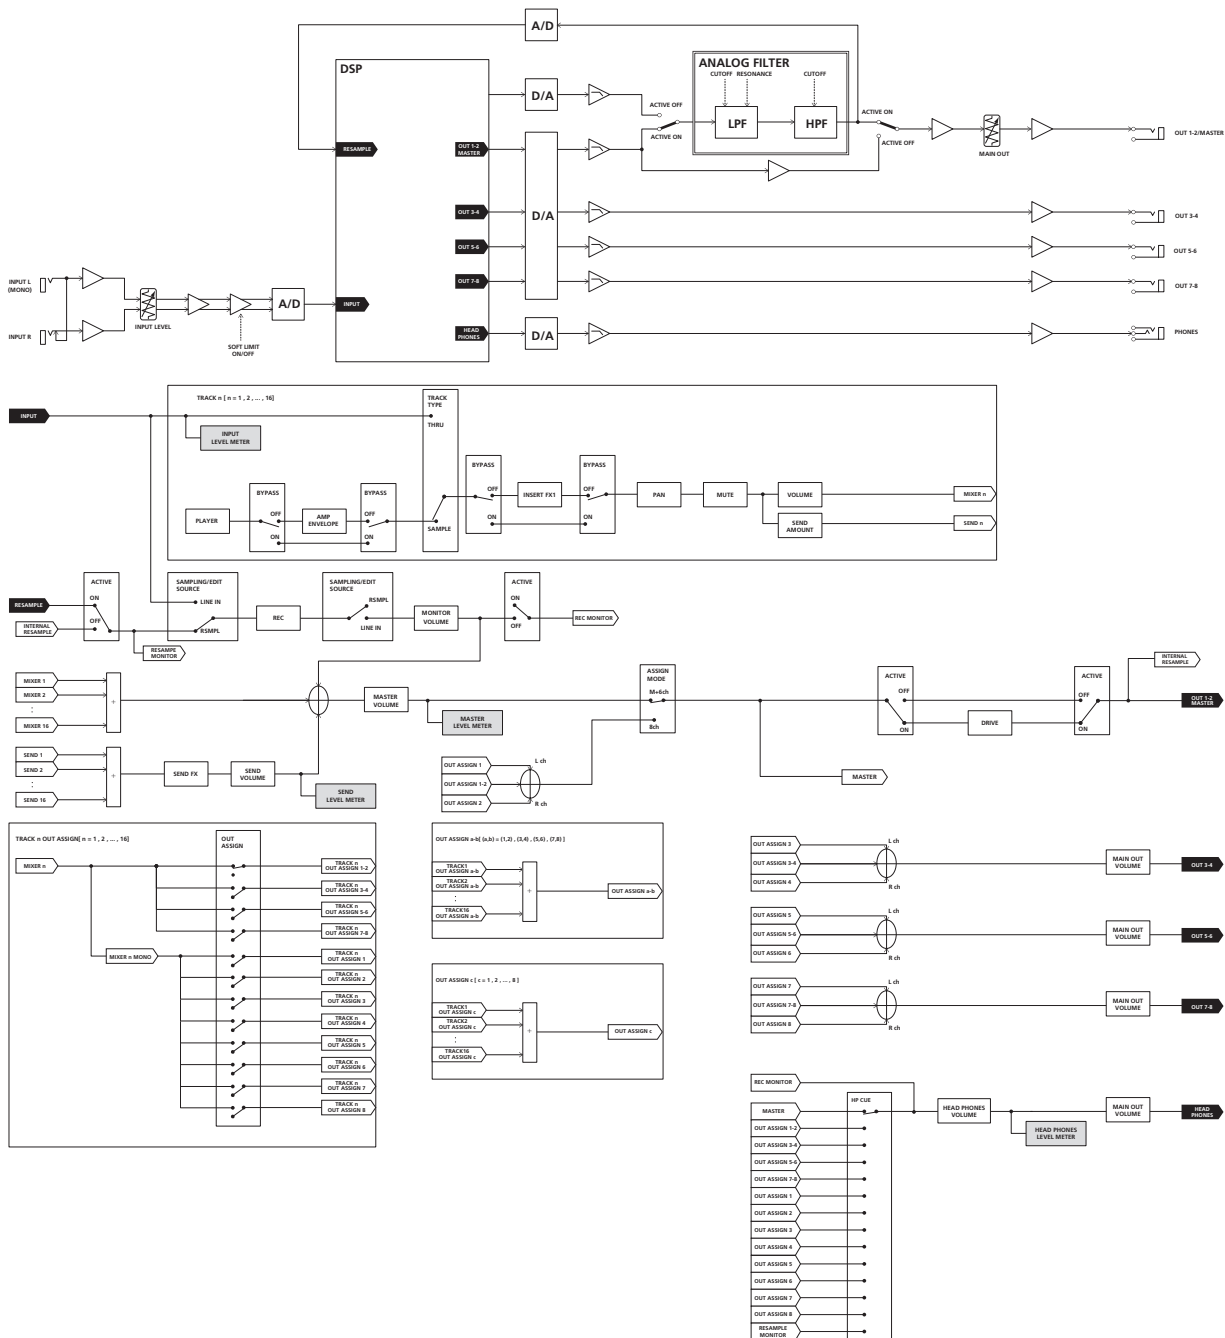 A/D
DSP
ANALOG FILTER
CUTOFF RESONANCE CUTOFF
D/A
ACTIVE OFF
LPF
HPF
ACTIVE ON
ACTIVE ON
ACTIVE OFF
OUT 1-2/MASTER
RESAMPLE
OUT 1-2
MASTER
MAIN OUT
OUT 3-4
D/A
OUT 3-4
OUT 5-6
OUT 5-6
INPUT L
(MONO)
OUT 7-8
OUT 7-8
A/D
INPUT
INPUT LEVEL
INPUT R
HEAD
PHONES
D/A
PHONES
SOFT LIMIT
ON/OFF
TRACK n [ n = 1 , 2 , ... , 16]
TRACK
TYPE
INPUT
THRU
INPUT
LEVEL METER
BYPASS
BYPASS
BYPASS
BYPASS
OFF
INSERT FX1
OFF
PAN
MUTE
VOLUME
MIXER n
PLAYER
OFF
AMP
ENVELOPE
OFF
ON
ON
SEND
AMOUNT
SEND n
SAMPLE
ON
ON
ACTIVE
SAMPLING/EDIT
SOURCE
SAMPLING/EDIT
SOURCE
ACTIVE
ON
LINE IN
RSMPL
ON
RESAMPLE
REC
MONITOR
VOLUME
REC MONITOR
OFF
INTERNAL
RESAMPLE
RSMPL
LINE IN
OFF
RESAMPE
MONITOR
INTERNAL
RESAMPLE
MIXER 1
MIXER 2
:
MIXER 16
+
MASTER
VOLUME
MASTER
LEVEL METER
ASSIGN
MODE
M+6ch
8ch
ACTIVE
OFF
ON
DRIVE
ACTIVE
OFF
ON
OUT 1-2
MASTER
SEND 1
SEND 2
:
SEND 16
+
SEND FX
SEND
VOLUME
SEND
LEVEL METER
L ch
OUT ASSIGN 1
OUT ASSIGN 1-2
OUT ASSIGN 2
R ch
MASTER
TRACK n OUT ASSIGN[ n = 1 , 2 , ... , 16]
OUT
ASSIGN
MIXER n
MIXER n MONO
TRACK n
OUT ASSIGN 1-2
TRACK n
OUT ASSIGN 3-4
TRACK n
OUT ASSIGN 5-6
TRACK n
OUT ASSIGN 7-8
TRACK n
OUT ASSIGN 1
TRACK n
OUT ASSIGN 2
TRACK n
OUT ASSIGN 3
TRACK n
OUT ASSIGN 4
TRACK n
OUT ASSIGN 5
TRACK n
OUT ASSIGN 6
TRACK n
OUT ASSIGN 7
TRACK n
OUT ASSIGN 8
OUT ASSIGN a-b[ (a,b) = (1,2) , (3,4) , (5,6) , (7,8) ]
TRACK1
OUT ASSIGN a-b
TRACK2
OUT ASSIGN a-b
:
TRACK16
OUT ASSIGN a-b
+
OUT ASSIGN a-b
OUT ASSIGN c [ c = 1 , 2 , ... , 8 ]
TRACK1
OUT ASSIGN c
TRACK2
OUT ASSIGN c
:
TRACK16
OUT ASSIGN c
+
OUT ASSIGN c
L ch
OUT ASSIGN 3
OUT ASSIGN 3-4
OUT ASSIGN 4
R ch
MAIN OUT
VOLUME
OUT 3-4
L ch
OUT ASSIGN 5
OUT ASSIGN 5-6
OUT ASSIGN 6
R ch
MAIN OUT
VOLUME
OUT 5-6
L ch
OUT ASSIGN 7
OUT ASSIGN 7-8
OUT ASSIGN 8
R ch
MAIN OUT
VOLUME
OUT 7-8
REC MONITOR
HP CUE
MASTER
HEAD PHONES
VOLUME
MAIN OUT
VOLUME
HEAD
PHONES
HEAD PHONES
LEVEL METER
OUT ASSIGN 1-2
OUT ASSIGN 3-4
OUT ASSIGN 5-6
OUT ASSIGN 7-8
OUT ASSIGN 1
OUT ASSIGN 2
OUT ASSIGN 3
OUT ASSIGN 4
OUT ASSIGN 5
OUT ASSIGN 6
OUT ASSIGN 7
OUT ASSIGN 8
RESAMPLE
MONITOR